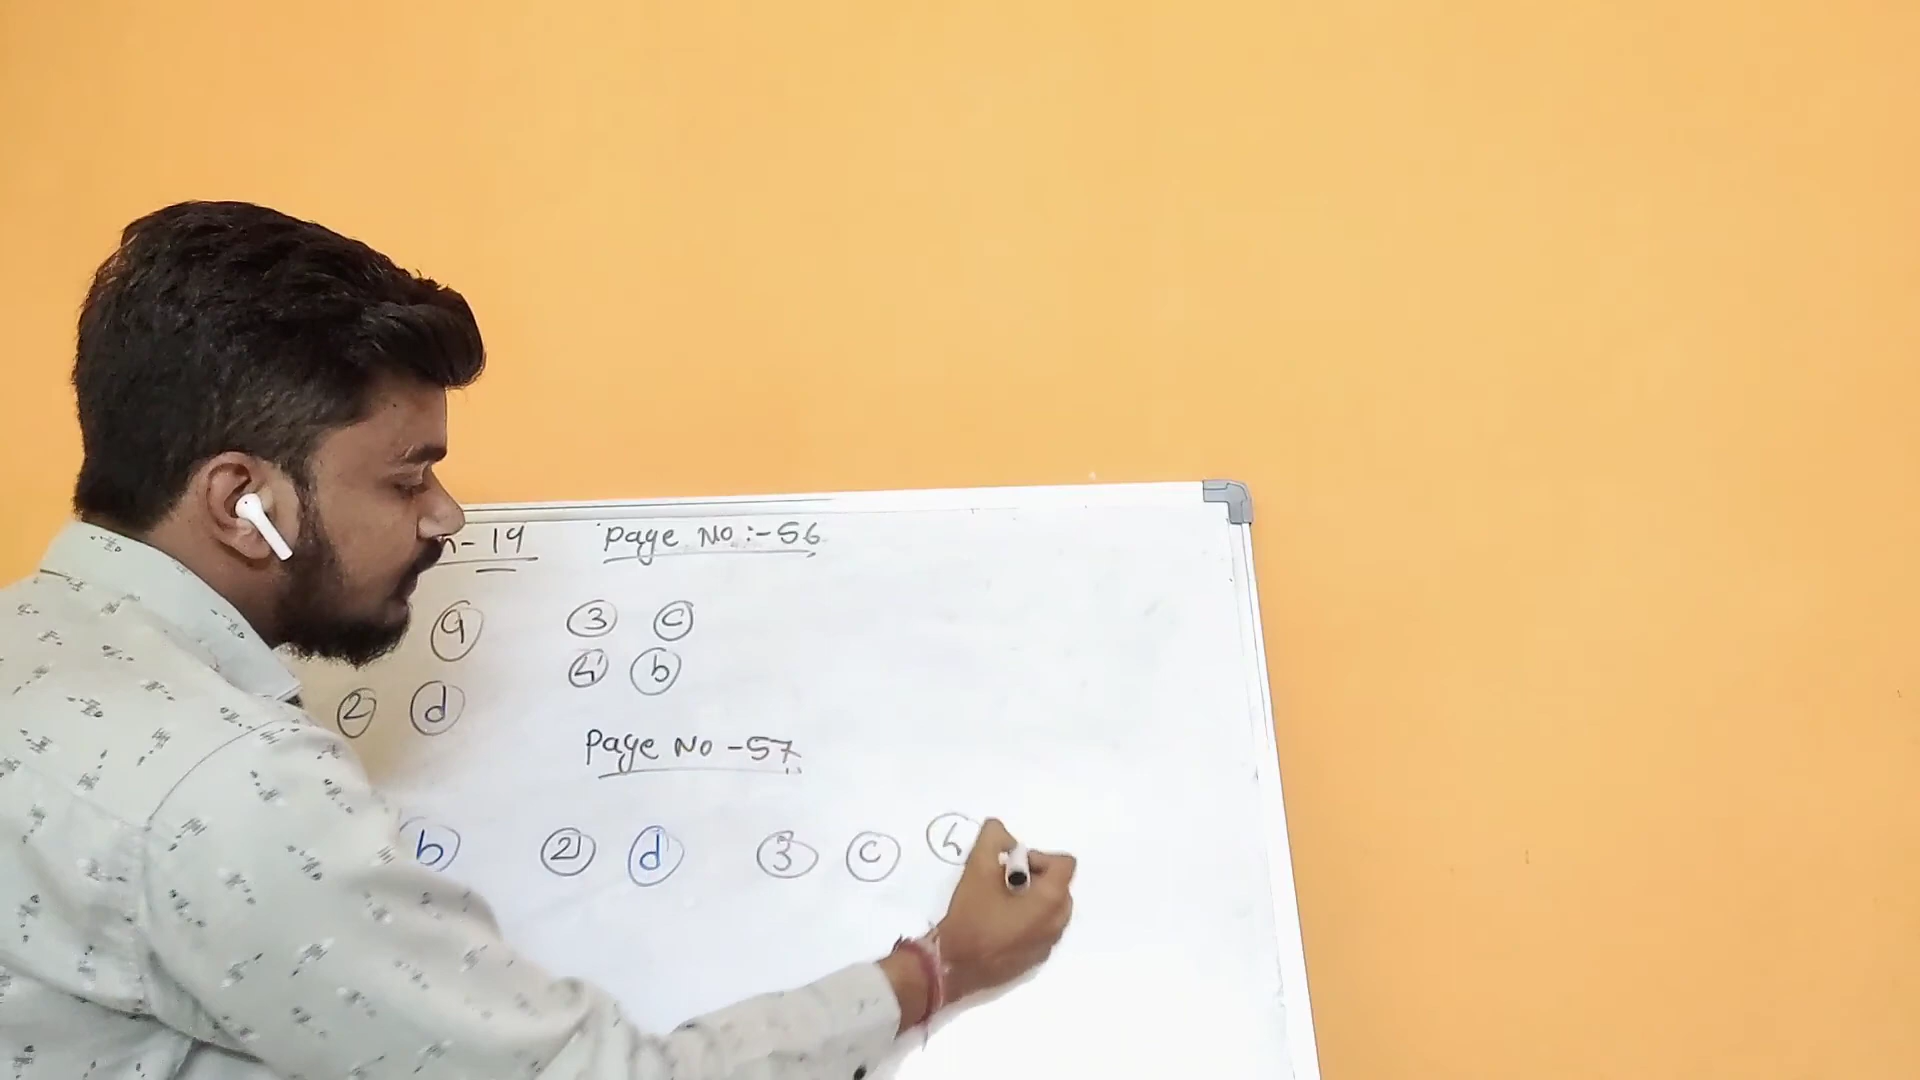 - 19 Page No :- 56
a 3 c
4 b
2 d
Page No - 57
b 2 d 3 c 4